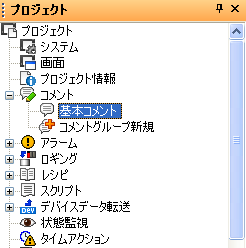 プロジェクト
プロジェクト
システム
画面
プロジェクト情報
コメント
基本コメント
コメントグループ新規
アラーム
ロギング
レシピ
スクリプト
デバイスデータ転送
状態監視
タイムアクション